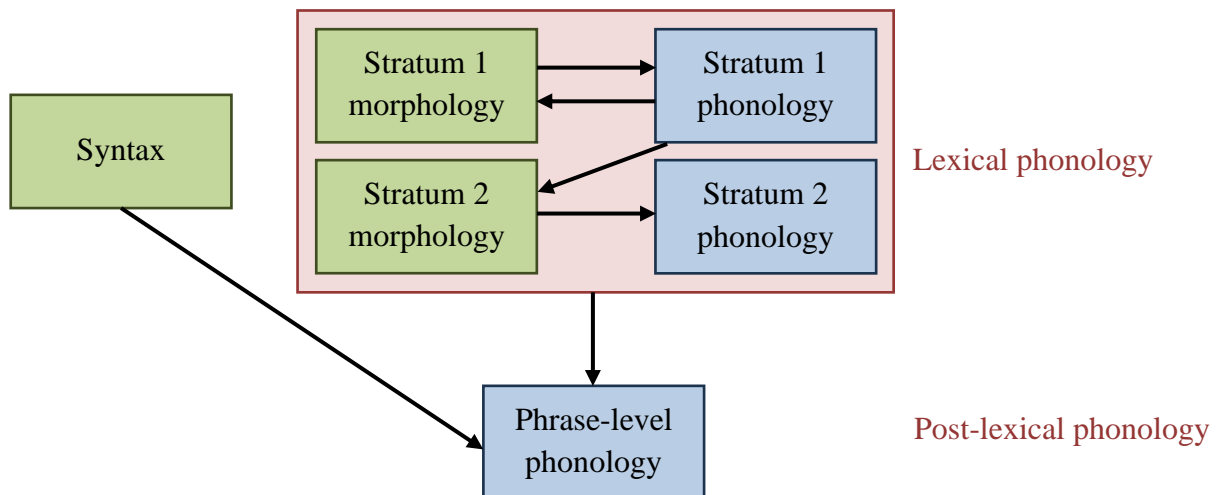 Stratum 1
morphology
Stratum 1
phonology
Syntax
Lexical phonology
Stratum 2
morphology
Stratum 2
phonology
Phrase-level
phonology
Post-lexical phonology